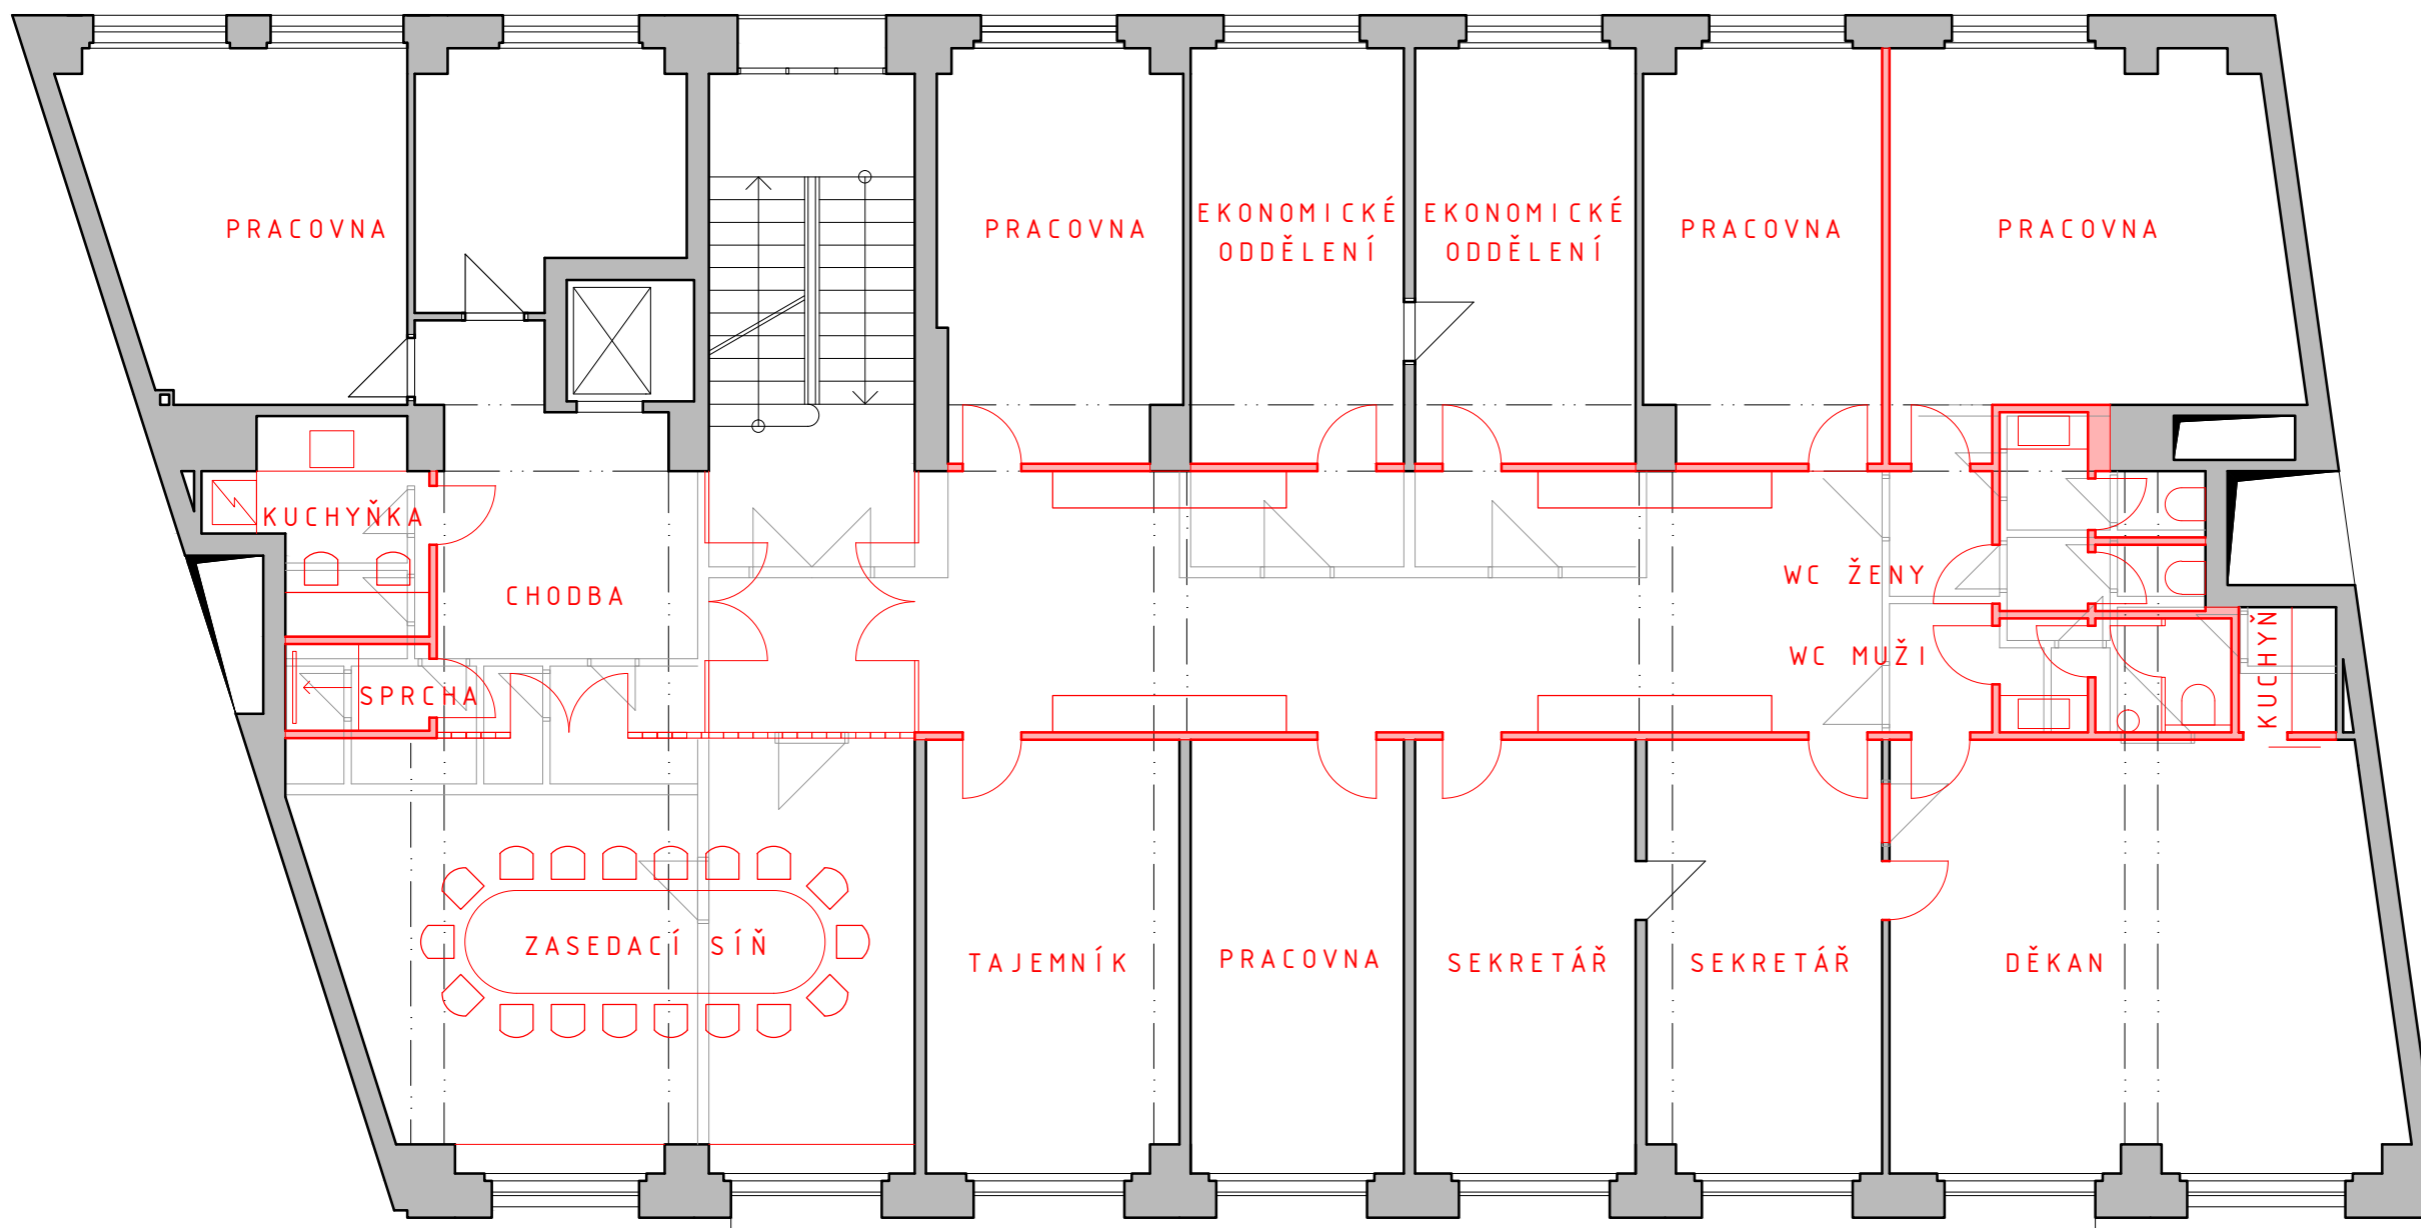 PRACOVNA
PRACOVNA
EKONOMICKÉ
ODDĚLENÍ
EKONOMICKÉ
ODDĚLENÍ
PRACOVNA
PRACOVNA
KUCHYŇKA
CHODBA
WC ŽENY
WC MUŽI
KUCHYŇ
SPRCHA
ZASEDACÍ SÍŇ
TAJEMNÍK
PRACOVNA
SEKRETÁŘ
SEKRETÁŘ
DĚKAN